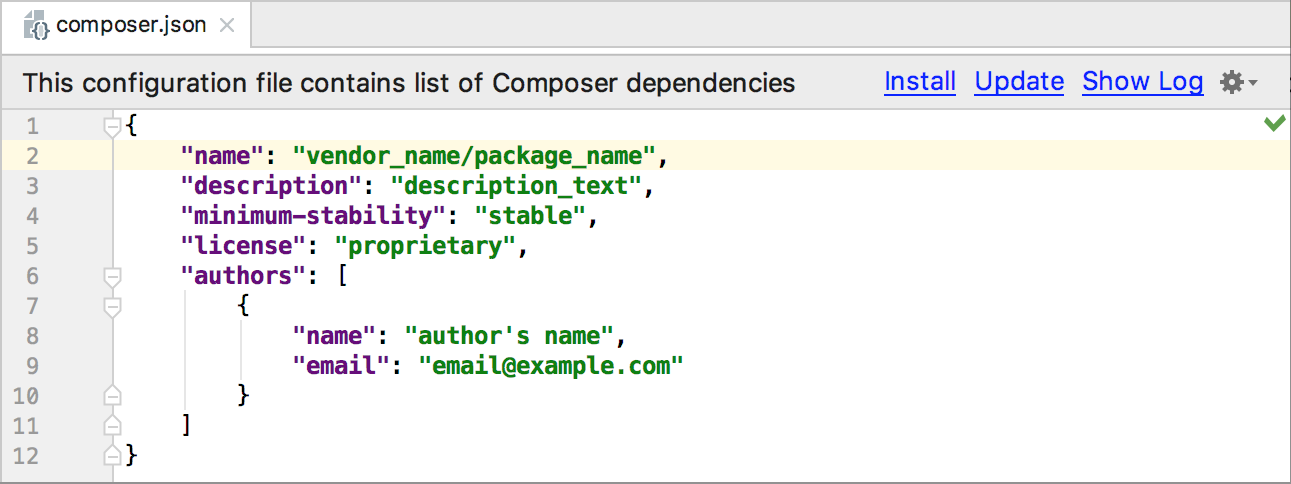 composer.json
This configuration file contains list of Composer dependencies Install Update Show Log
1 {
2 "name": "vendor_name/package_name",
3 "description": "description_text",
4 "minimum-stability": "stable",
5 "license": "proprietary",
6 "authors": [
7 {
8 "name": "author's name",
9 "email": "email@example.com"
10 }
11 ]
12 }